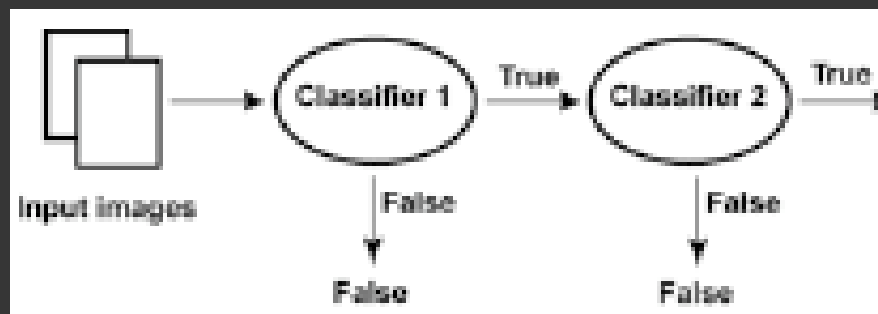 True
True
Classifier 1
Classifier 2
Input images
False
False
False
False